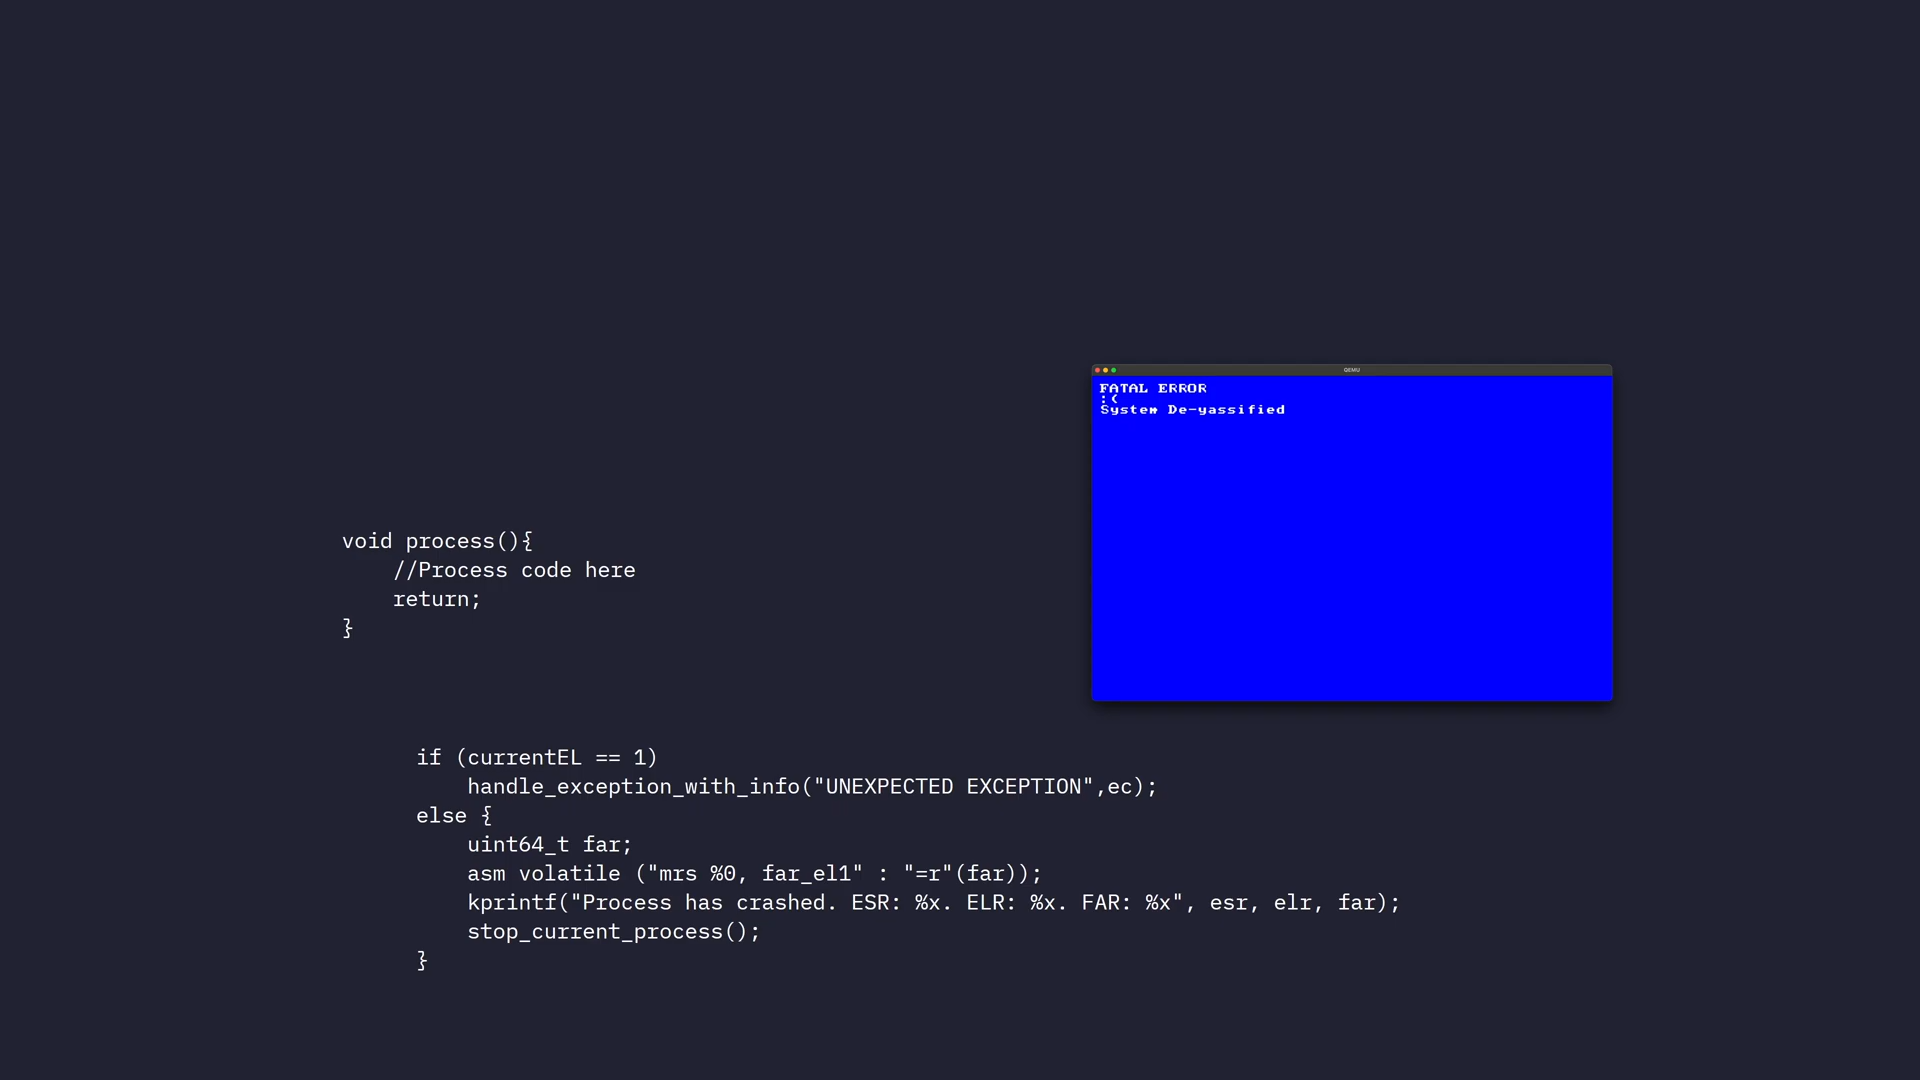 QEMU
FATAL ERROR
:(
System De-yassified
void process(){
//Process code here
return;
}
if (currentEL == 1)
handle_exception_with_info("UNEXPECTED EXCEPTION",ec);
else {
uint64_t far;
asm volatile ("mrs %0, far_el1" : "=r"(far));
kprintf("Process has crashed. ESR: %x. ELR: %x. FAR: %x", esr, elr, far);
stop_current_process();
}